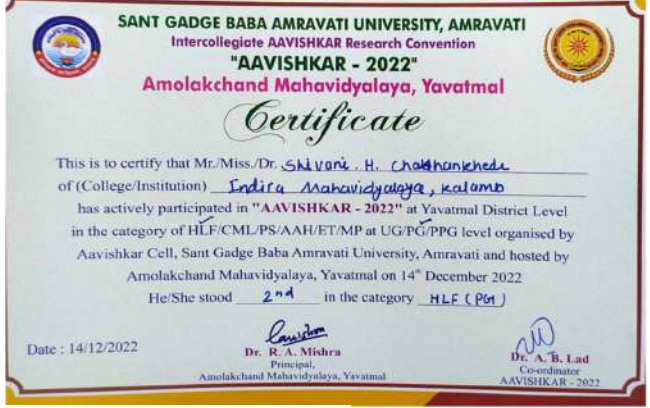 SANT GADGE BABA AMRAVATI UNIVERSITY, AMRAVATI
Intercollegiate AAVISHKAR Research Convention
"AAVISHKAR - 2022"
Amolakchand Mahavidyalaya, Yavatmal
Certificate
This is to certify that Mr./Miss./Dr. Shivani. H.
of (College/Institution) Indira Mahavidyalaya, Kalamb
has actively participated in "AAVISHKAR - 2022" at Yavatmal District Level
in the category of HLF/CML/PS/AAH/ET/MP at UG/PG/PPG level organised by
Aavishkar Cell, Sant Gadge Baba Amravati University, Amravati and hosted by
Amolakchand Mahavidyalaya, Yavatmal on 14th December 2022
He/She stood 2nd in the category HLF (PG)
Date : 14/12/2022
Dr. R. A. Mishra
Principal,
Amolakchand Mahavidyalaya, Yavatmal
Dr. A. B. Lad
Co-ordinator
AAVISHKAR - 2022